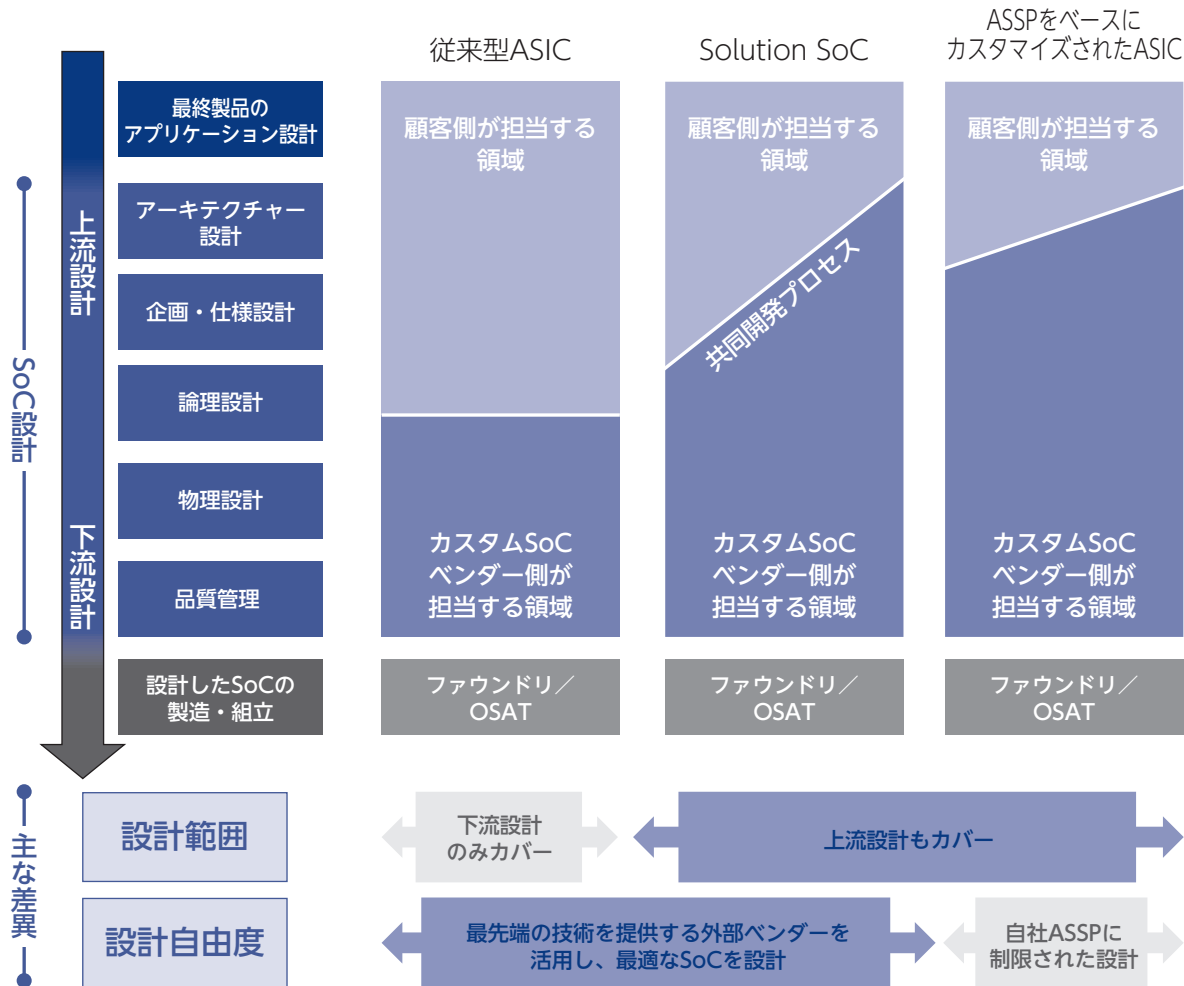 従来型ASIC
Solution SoC
ASSPをベースに
カスタマイズされたASIC
最終製品の
アプリケーション設計
顧客側が担当する
領域
顧客側が担当する
領域
顧客側が担当する
領域
SoC設計
上流設計
アーキテクチャー
設計
企画・仕様設計
共同開発プロセス
論理設計
下流設計
物理設計
品質管理
カスタムSoC
ベンダー側が
担当する領域
カスタムSoC
ベンダー側が
担当する領域
カスタムSoC
ベンダー側が
担当する領域
設計したSoCの
製造・組立
ファウンドリ／
OSAT
ファウンドリ／
OSAT
ファウンドリ／
OSAT
主な差異
設計範囲
下流設計
のみカバー
上流設計もカバー
設計自由度
最先端の技術を提供する外部ベンダーを
活用し、最適なSoCを設計
自社ASSPに
制限された設計